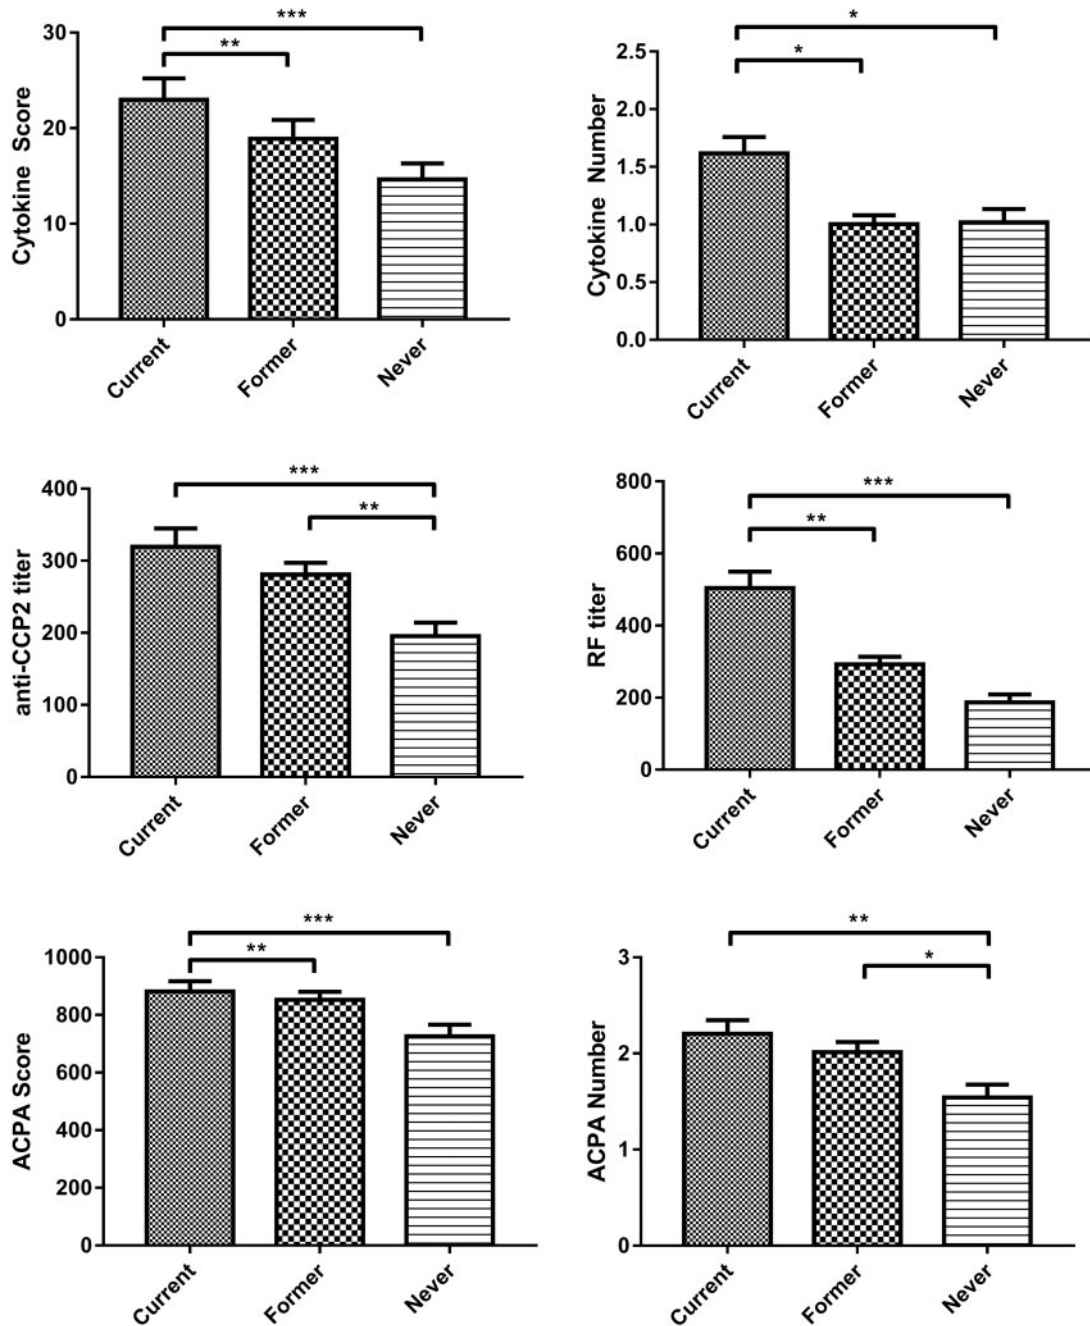 ***
**
30
20
10
0
Cytokine Score
Current
Former
Never
*
*
2.5
2.0
1.5
1.0
0.5
0.0
Cytokine Number
Current
Former
Never
***
**
400
300
200
100
0
anti-CCP2 titer
Current
Former
Never
***
**
800
600
400
200
0
RF titer
Current
Former
Never
***
**
1000
800
600
400
200
0
ACPA Score
Current
Former
Never
**
*
3
2
1
0
ACPA Number
Current
Former
Never